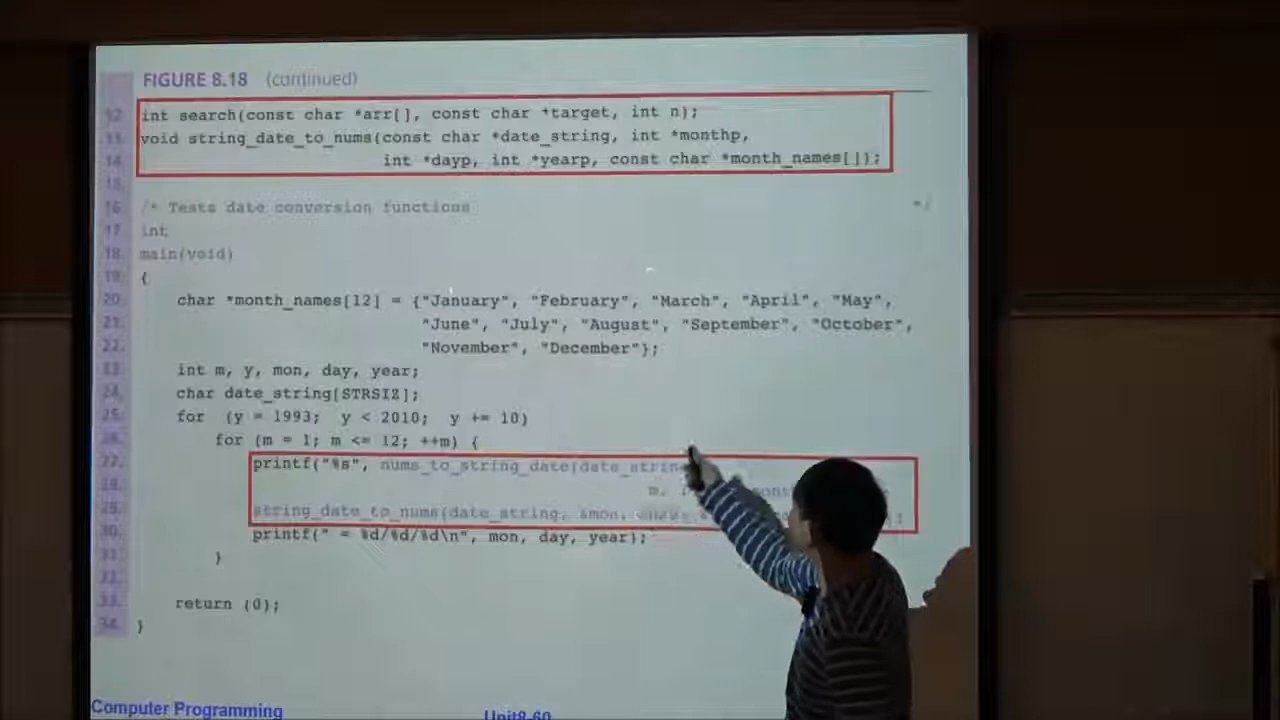 FIGURE 8.18 (continued)
12. int search(const char *arr[], const char *target, int n);
13. void string_date_to_nums(const char *date_string, int *monthp,
14. int *dayp, int *yearp, const char *month_names[]);
15.
16. /* Tests date conversion functions */
17. int
18. main(void)
19. {
20. char *month_names[12] = {"January", "February", "March", "April", "May",
21. "June", "July", "August", "September", "October",
22. "November", "December"};
23. int m, y, mon, day, year;
24. char date_string[STRSIZ];
25. for (y = 1993; y < 2010; y += 10)
26. for (m = 1; m <= 12; ++m) {
27. printf("%s", nums_to_string_date(date_string
28. m,
29. string_date_to_nums(date_string, &mon,
30. printf(" = %d/%d/%d\n", mon, day, year);
31. }
32.
33. return (0);
34. }
Computer Programming
Unit8-60